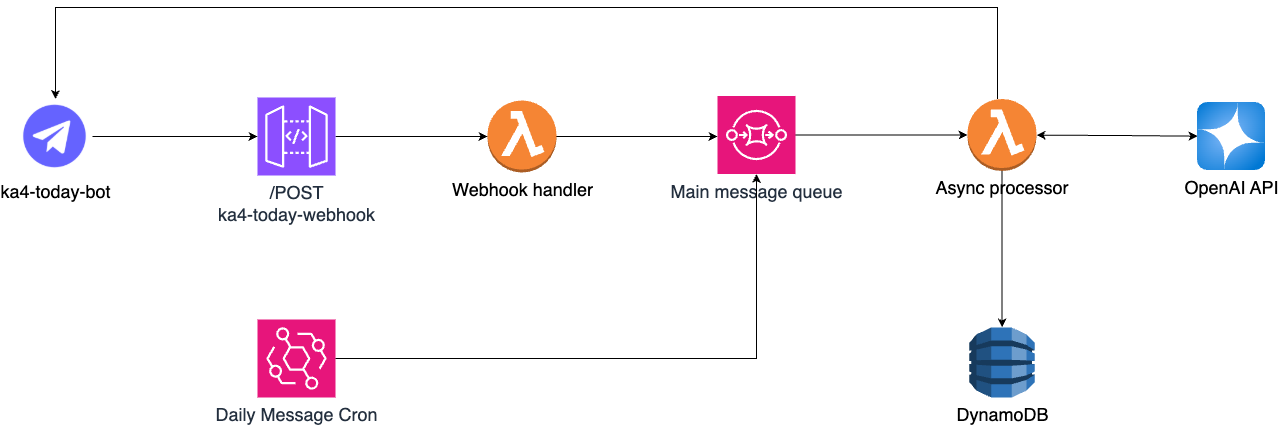 ka4-today-bot
/POST
ka4-today-webhook
</>
Webhook handler
Main message queue
Async processor
OpenAI API
Daily Message Cron
DynamoDB